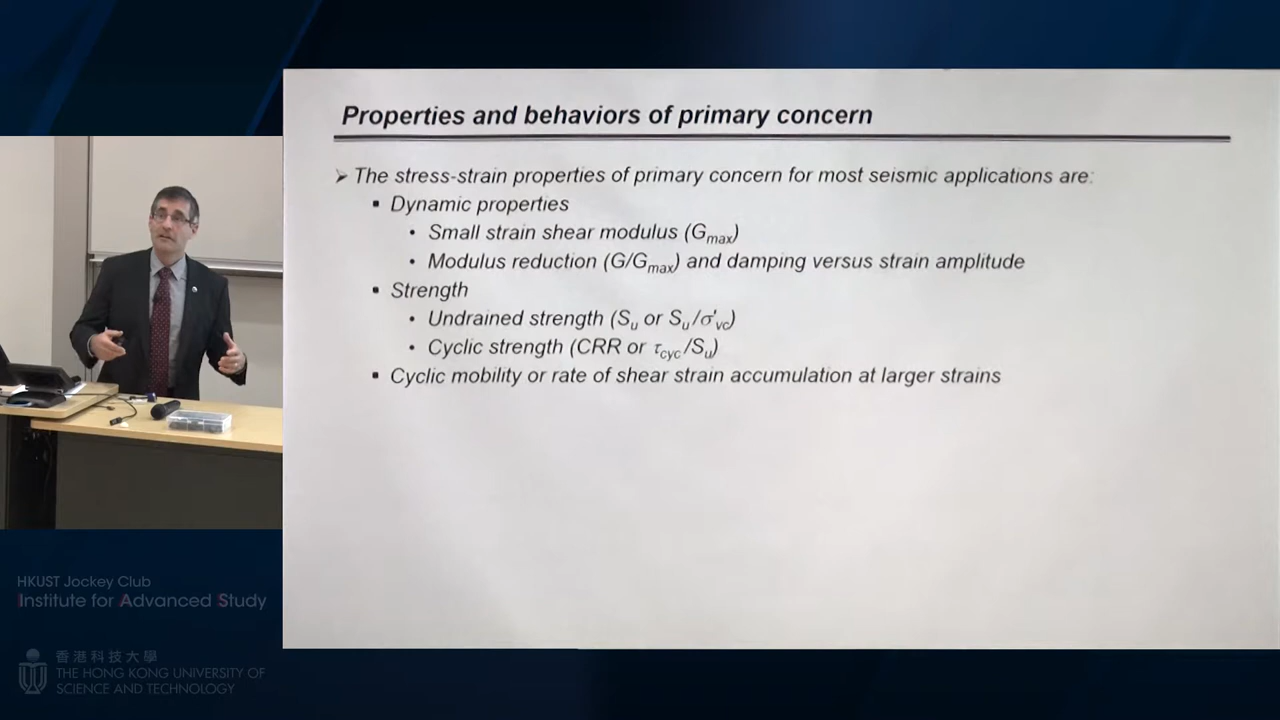 Properties and behaviors of primary concern
➢ The stress-strain properties of primary concern for most seismic applications are:
▪ Dynamic properties
• Small strain shear modulus (Gmax)
• Modulus reduction (G/Gmax) and damping versus strain amplitude
▪ Strength
• Undrained strength (Su or Su/σ'vc)
• Cyclic strength (CRR or τcyc/Su)
▪ Cyclic mobility or rate of shear strain accumulation at larger strains
HKUST Jockey Club
Institute for Advanced Study
香港科技大學
THE HONG KONG UNIVERSITY OF
SCIENCE AND TECHNOLOGY